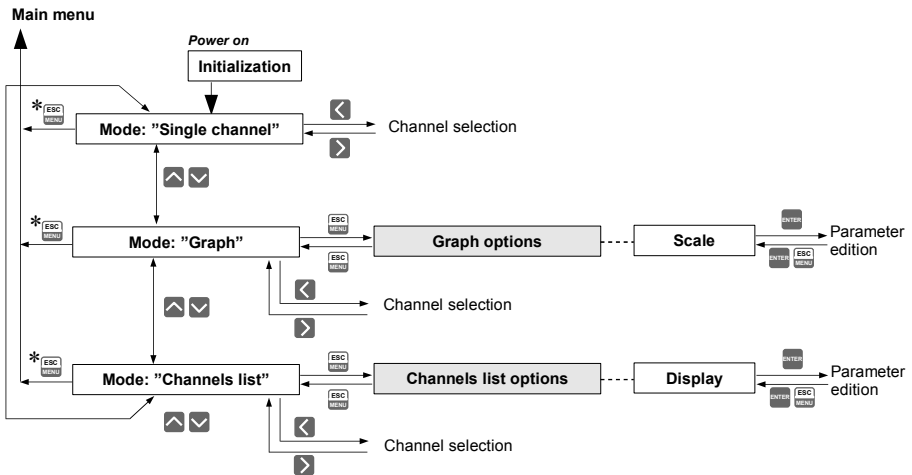 Main menu
Power on
Initialization
*
ESC
MENU
Mode: ”Single channel”
Channel selection
*
ESC
MENU
Mode: ”Graph”
ESC
MENU
ESC
MENU
Graph options
Scale
ENTER
ENTER
ESC
MENU
Parameter
edition
Channel selection
*
ESC
MENU
Mode: ”Channels list”
ESC
MENU
ESC
MENU
Channels list options
Display
ENTER
ENTER
ESC
MENU
Parameter
edition
Channel selection